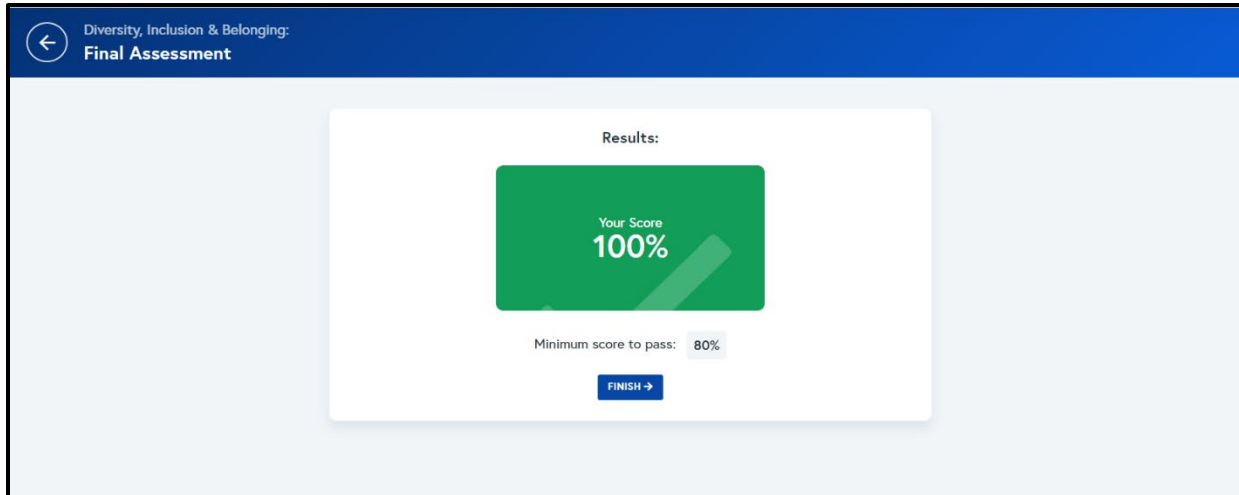 Diversity, Inclusion & Belonging:
Final Assessment
Results:
Your Score
100%
Minimum score to pass: 80%
FINISH →